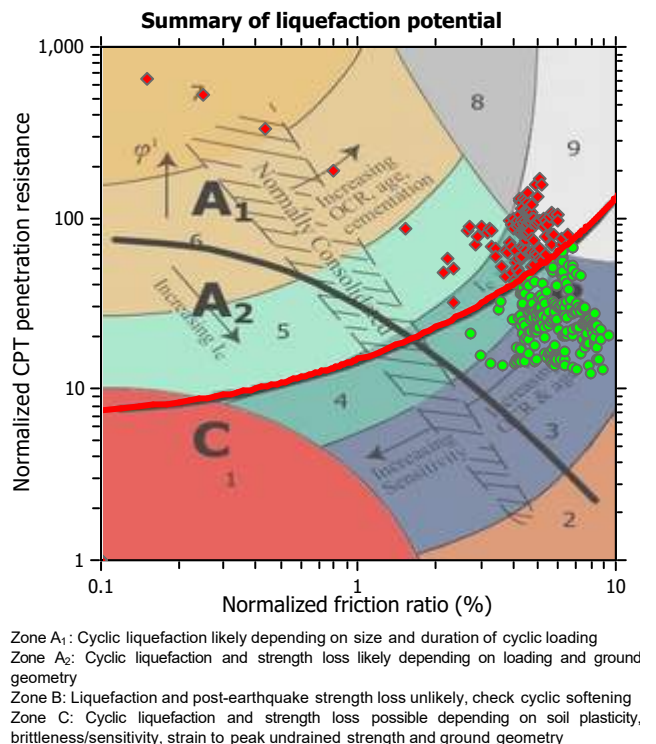 Summary of liquefaction potential
Normalized CPT penetration resistance
1,000
100
10
1
0.1
1
10
Normalized friction ratio (%)
7
8
9
φ'
A1
Normally Consolidated
Increasing
OCR, age,
cementation
6
A2
Increasing Ic
5
4
3
C
1
Increasing
Sensitivity
OCR & age
2
Zone A1: Cyclic liquefaction likely depending on size and duration of cyclic loading
Zone A2: Cyclic liquefaction and strength loss likely depending on loading and ground
geometry
Zone B: Liquefaction and post-earthquake strength loss unlikely, check cyclic softening
Zone C: Cyclic liquefaction and strength loss possible depending on soil plasticity,
brittleness/sensitivity, strain to peak undrained strength and ground geometry